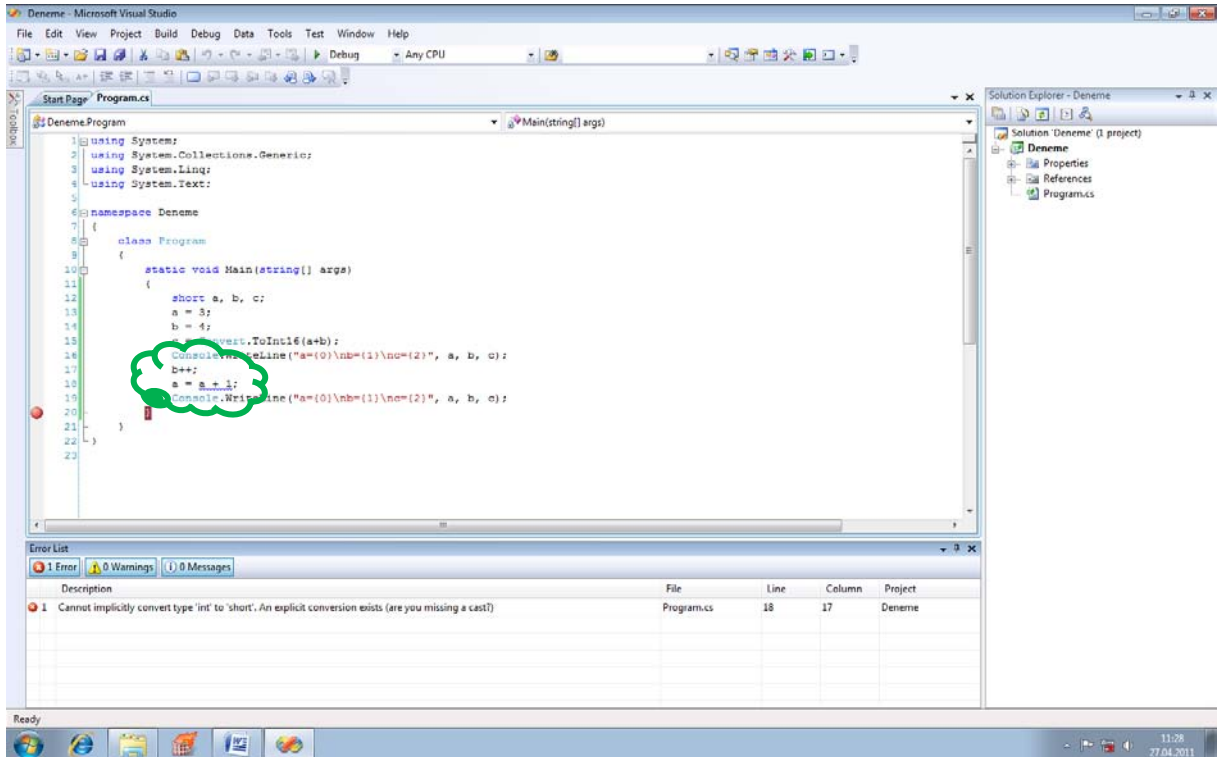 Deneme - Microsoft Visual Studio
File Edit View Project Build Debug Data Tools Test Window Help
Debug Any CPU
Toolbox
Start Page Program.cs
Deneme.Program Main(string[] args)
1 using System;
2 using System.Collections.Generic;
3 using System.Linq;
4 using System.Text;
5
6 namespace Deneme
7 {
8 class Program
9 {
10 static void Main(string[] args)
11 {
12 short a, b, c;
13 a = 3;
14 b = 4;
15 c = Convert.ToInt16(a+b);
16 Console.WriteLine("a={0}\nb={1}\nc={2}", a, b, c);
17 b++;
18 a = a + 1;
19 Console.WriteLine("a={0}\nb={1}\nc={2}", a, b, c);
20 }
21 }
22 }
23
Solution Explorer - Deneme
Solution 'Deneme' (1 project)
Deneme
Properties
References
Program.cs
Error List
1 Error 0 Warnings 0 Messages
Description File Line Column Project
1 Cannot implicitly convert type 'int' to 'short'. An explicit conversion exists (are you missing a cast?) Program.cs 18 17 Deneme
Ready
11:28
27.04.2011